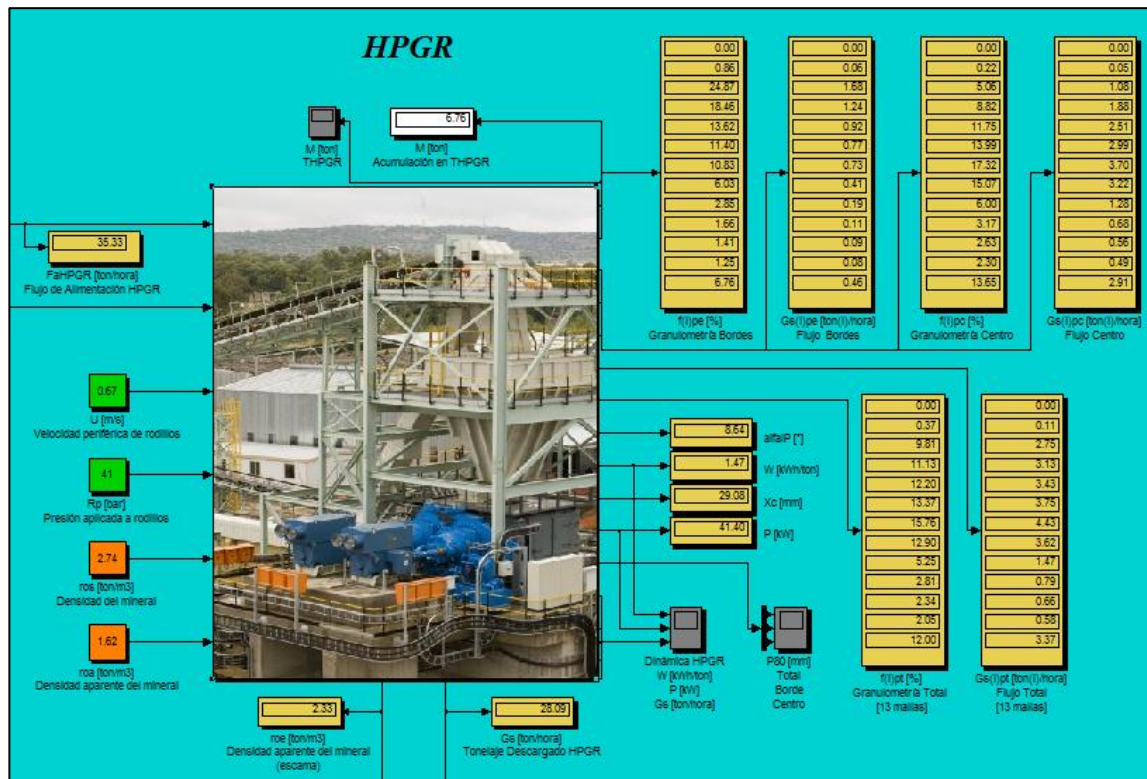 HPGR
6.76
M [ton]
THPGR
M [ton]
Acumulación en THPGR
35.33
FaHPGR [ton/hora]
Flujo de Alimentación HPGR
0.67
U [m/s]
Velocidad periférica de rodillos
41
Rp [bar]
Presión aplicada a rodillos
2.74
ros [ton/m3]
Densidad del mineral
1.62
roa [ton/m3]
Densidad aparente del mineral
2.33
roe [ton/m3]
Densidad aparente del mineral
(escama)
28.09
Gs [ton/hora]
Tonelaje Descargado HPGR
0.00
0.86
24.87
18.46
13.62
11.40
10.83
6.03
2.85
1.66
1.41
1.25
6.76
f(i)pe [%]
Granulometría Bordes
0.00
0.06
1.68
1.24
0.92
0.77
0.73
0.41
0.19
0.11
0.09
0.08
0.46
Gs(i)pe [ton(i)/hora]
Flujo Bordes
0.00
0.22
5.06
8.82
11.75
13.99
17.32
15.07
6.00
3.17
2.63
2.30
13.65
f(i)pc [%]
Granulometría Centro
0.00
0.05
1.08
1.88
2.51
2.99
3.70
3.22
1.28
0.68
0.56
0.49
2.91
Gs(i)pc [ton(i)/hora]
Flujo Centro
8.64
alfaIP [°]
1.47
W [kWh/ton]
29.08
Xc [mm]
41.40
P [kW]
Dinámica HPGR
W [kWh/ton]
P [kW]
Gs [ton/hora]
P80 [mm]
Total
Borde
Centro
0.00
0.37
9.81
11.13
12.20
13.37
15.76
12.90
5.25
2.81
2.34
2.05
12.00
f(i)pt [%]
Granulometría Total
[13 mallas]
0.00
0.11
2.75
3.13
3.43
3.75
4.43
3.62
1.47
0.79
0.66
0.58
3.37
Gs(i)pt [ton(i)/hora]
Flujo Total
[13 mallas]